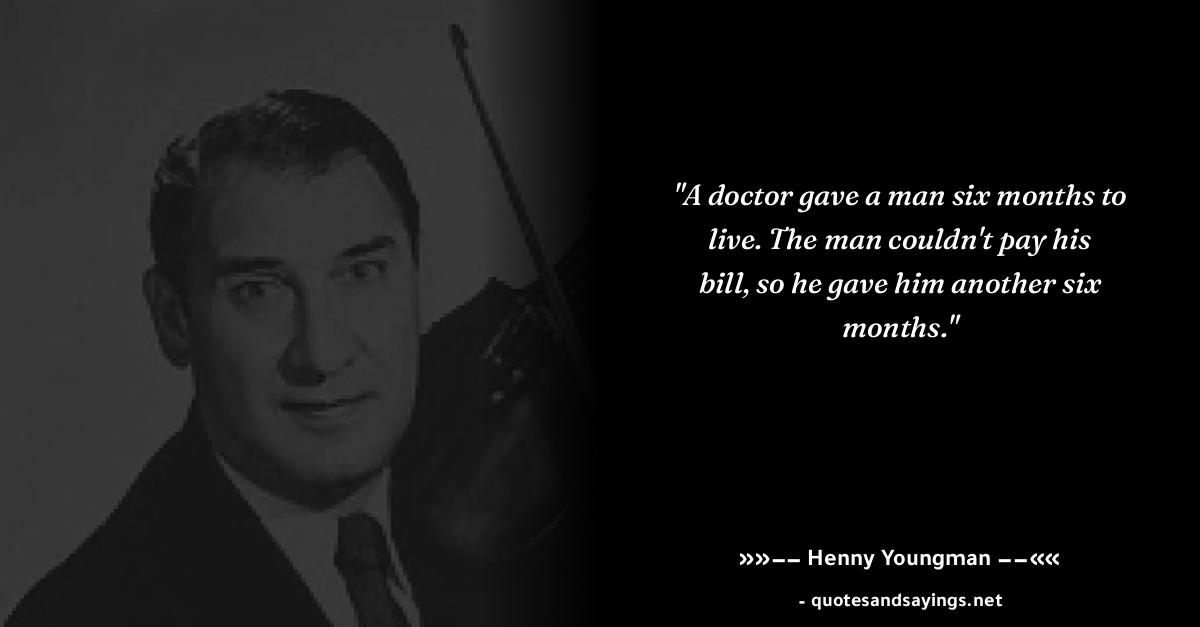 "A doctor gave a man six months to
live. The man couldn't pay his
bill, so he gave him another six
months."
»»–– Henny Youngman ––««
- quotesandsayings.net